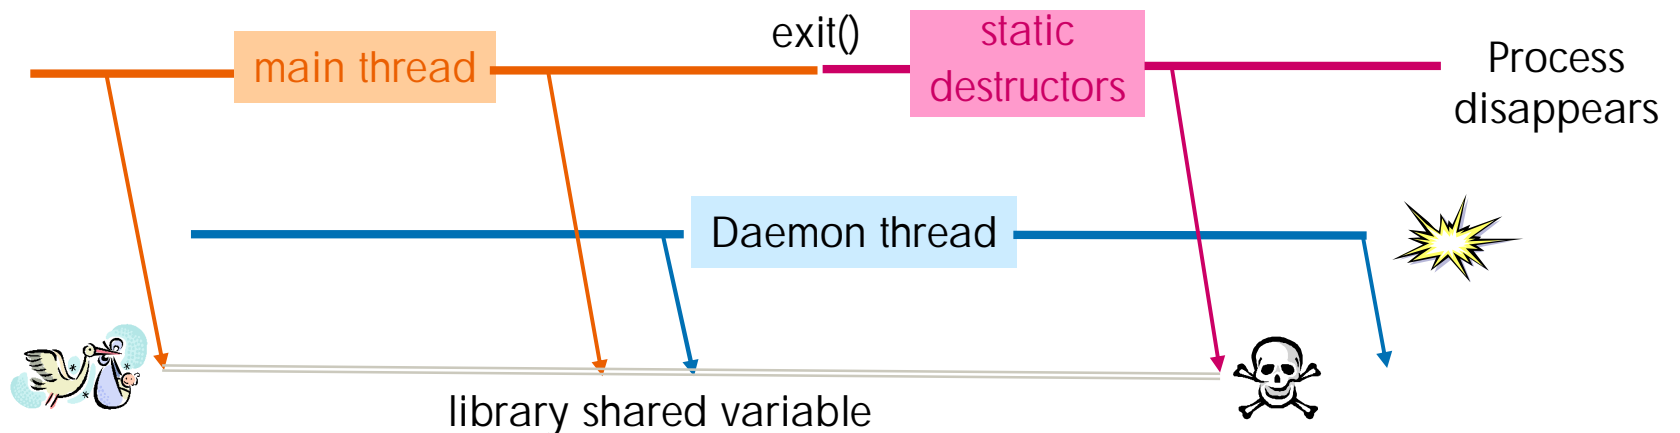 main thread
exit()
static
destructors
Process
disappears
Daemon thread
library shared variable